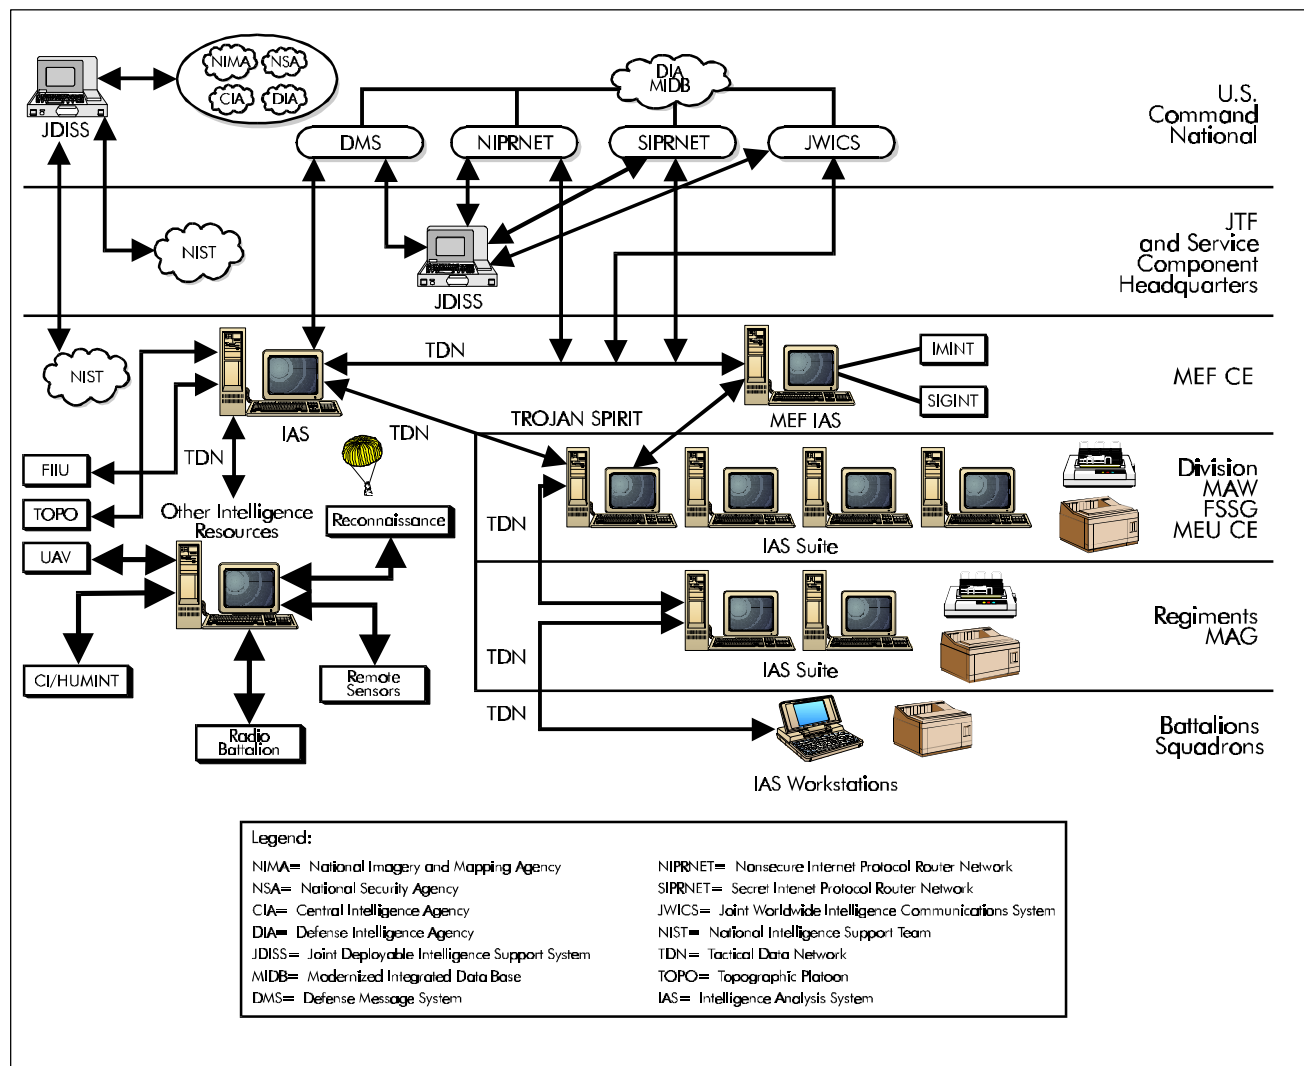 NIMA
NSA
CIA
DIA
JDISS
DIA
MIDB
DMS
NIPRNET
SIPRNET
JWICS
U.S.
Command
National
NIST
JDISS
JTF
and Service
Component
Headquarters
NIST
TDN
IAS
TDN
TROJAN SPIRIT
MEF IAS
IMINT
SIGINT
MEF CE
FIIU
TDN
TOPO
Other Intelligence
Resources
Reconnaissance
UAV
CI/HUMINT
Remote
Sensors
Radio
Battalion
TDN
IAS Suite
Division
MAW
FSSG
MEU CE
TDN
IAS Suite
Regiments
MAG
TDN
IAS Workstations
Battalions
Squadrons
Legend:
NIMA= National Imagery and Mapping Agency
NSA= National Security Agency
CIA= Central Intelligence Agency
DIA= Defense Intelligence Agency
JDISS= Joint Deployable Intelligence Support System
MIDB= Modernized Integrated Data Base
DMS= Defense Message System
NIPRNET= Nonsecure Internet Protocol Router Network
SIPRNET= Secret Intenet Protocol Router Network
JWICS= Joint Worldwide Intelligence Communications System
NIST= National Intelligence Support Team
TDN= Tactical Data Network
TOPO= Topographic Platoon
IAS= Intelligence Analysis System